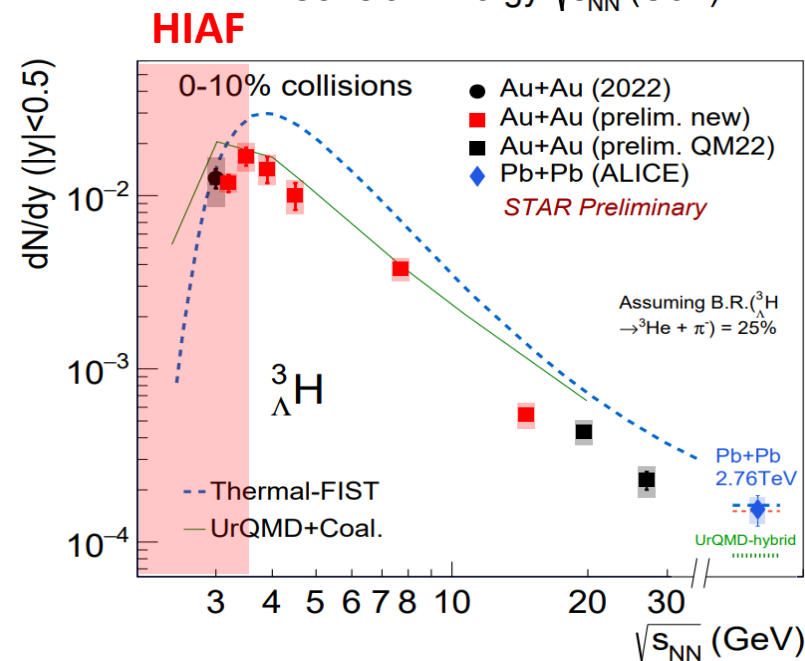 HIAF
0-10% collisions
Au+Au (2022)
Au+Au (prelim. new)
Au+Au (prelim. QM22)
Pb+Pb (ALICE)
STAR Preliminary
dN/dy (|y|<0.5)
10⁻²
10⁻³
10⁻⁴
Assuming B.R.(³ΛH
→³He + π⁻) = 25%
³ΛH
Thermal-FIST
UrQMD+Coal.
Pb+Pb
2.76TeV
UrQMD-hybrid
3 4 5 6 7 8 10 20 30
√sNN (GeV)